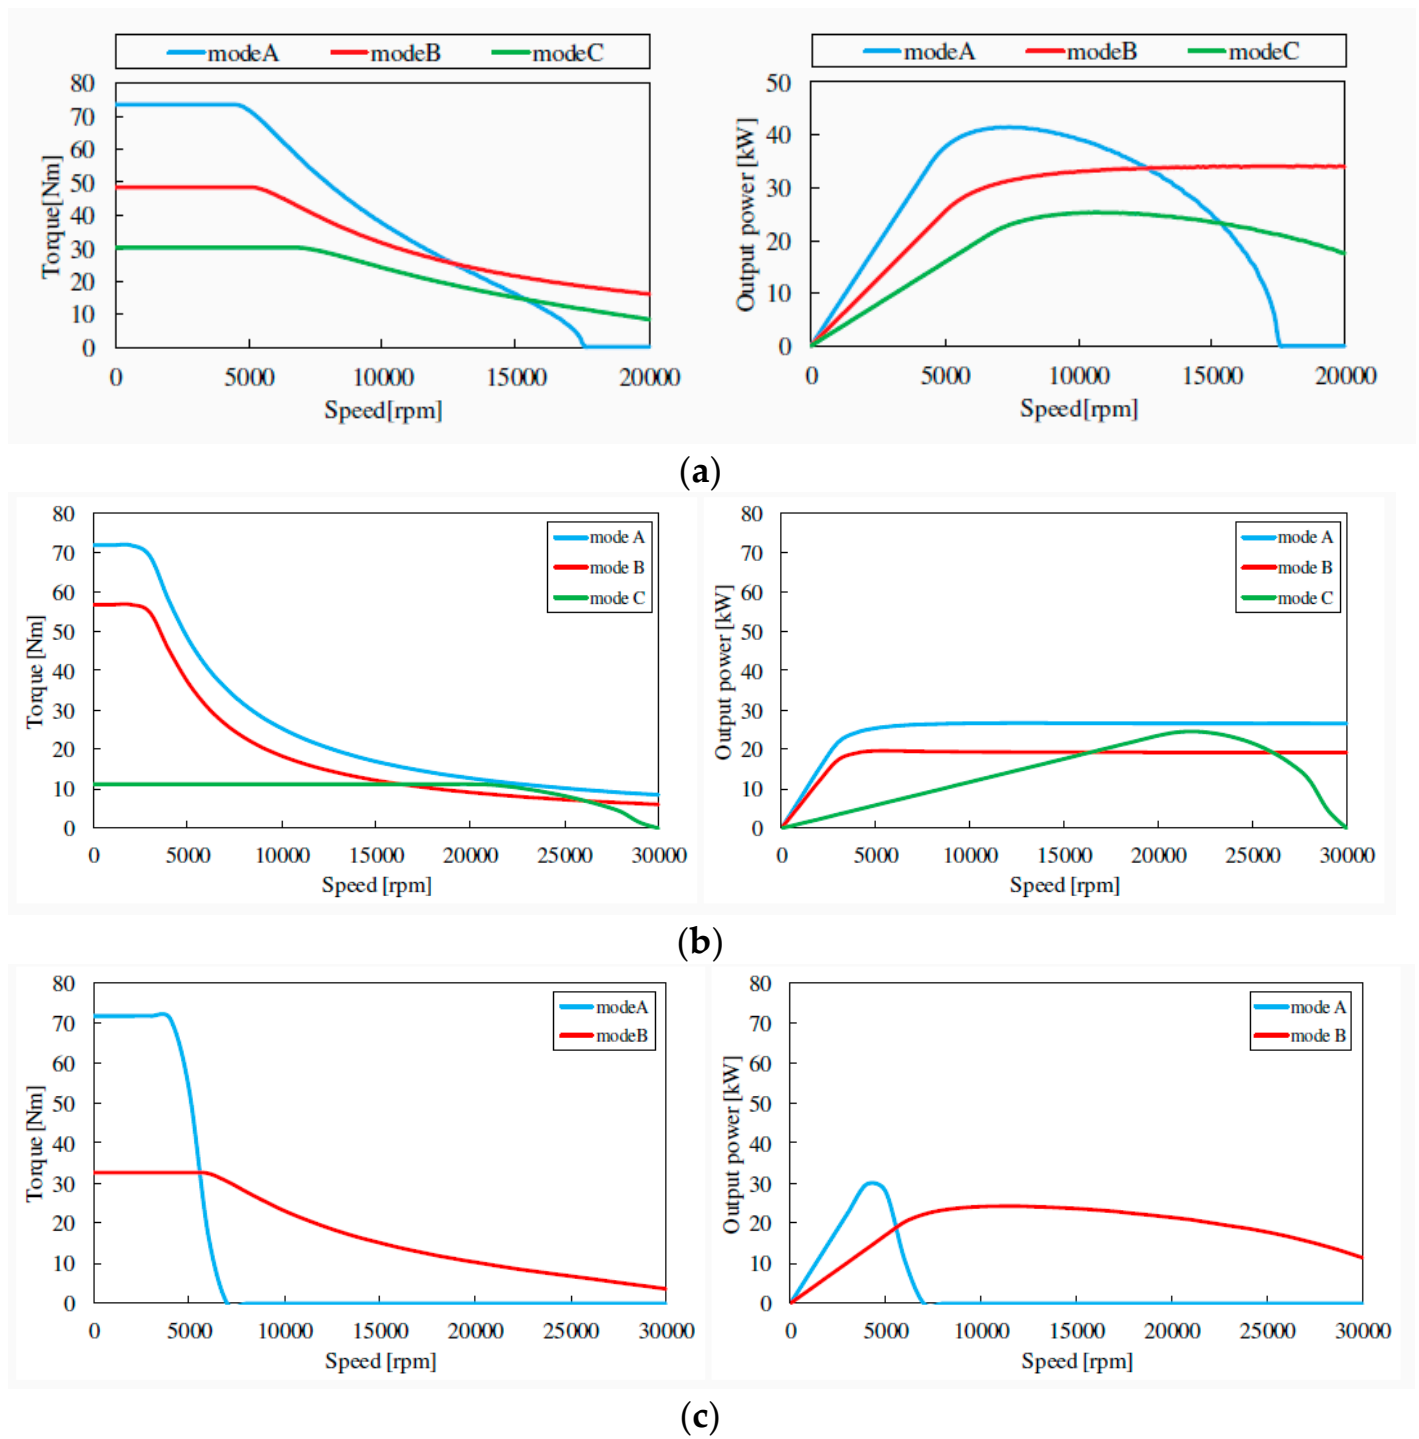 modeA modeB modeC
80
70
60
50
40
30
20
10
0
Torque[Nm]
0 5000 10000 15000 20000
Speed[rpm]
modeA modeB modeC
50
40
30
20
10
0
Output power [kW]
0 5000 10000 15000 20000
Speed[rpm]
(a)
80
70
60
50
40
30
20
10
0
Torque [Nm]
mode A
mode B
mode C
0 5000 10000 15000 20000 25000 30000
Speed [rpm]
80
70
60
50
40
30
20
10
0
Output power [kW]
mode A
mode B
mode C
0 5000 10000 15000 20000 25000 30000
Speed [rpm]
(b)
80
70
60
50
40
30
20
10
0
Torque [Nm]
modeA
modeB
0 5000 10000 15000 20000 25000 30000
Speed [rpm]
80
70
60
50
40
30
20
10
0
Output power [kW]
mode A
mode B
0 5000 10000 15000 20000 25000 30000
Speed [rpm]
(c)